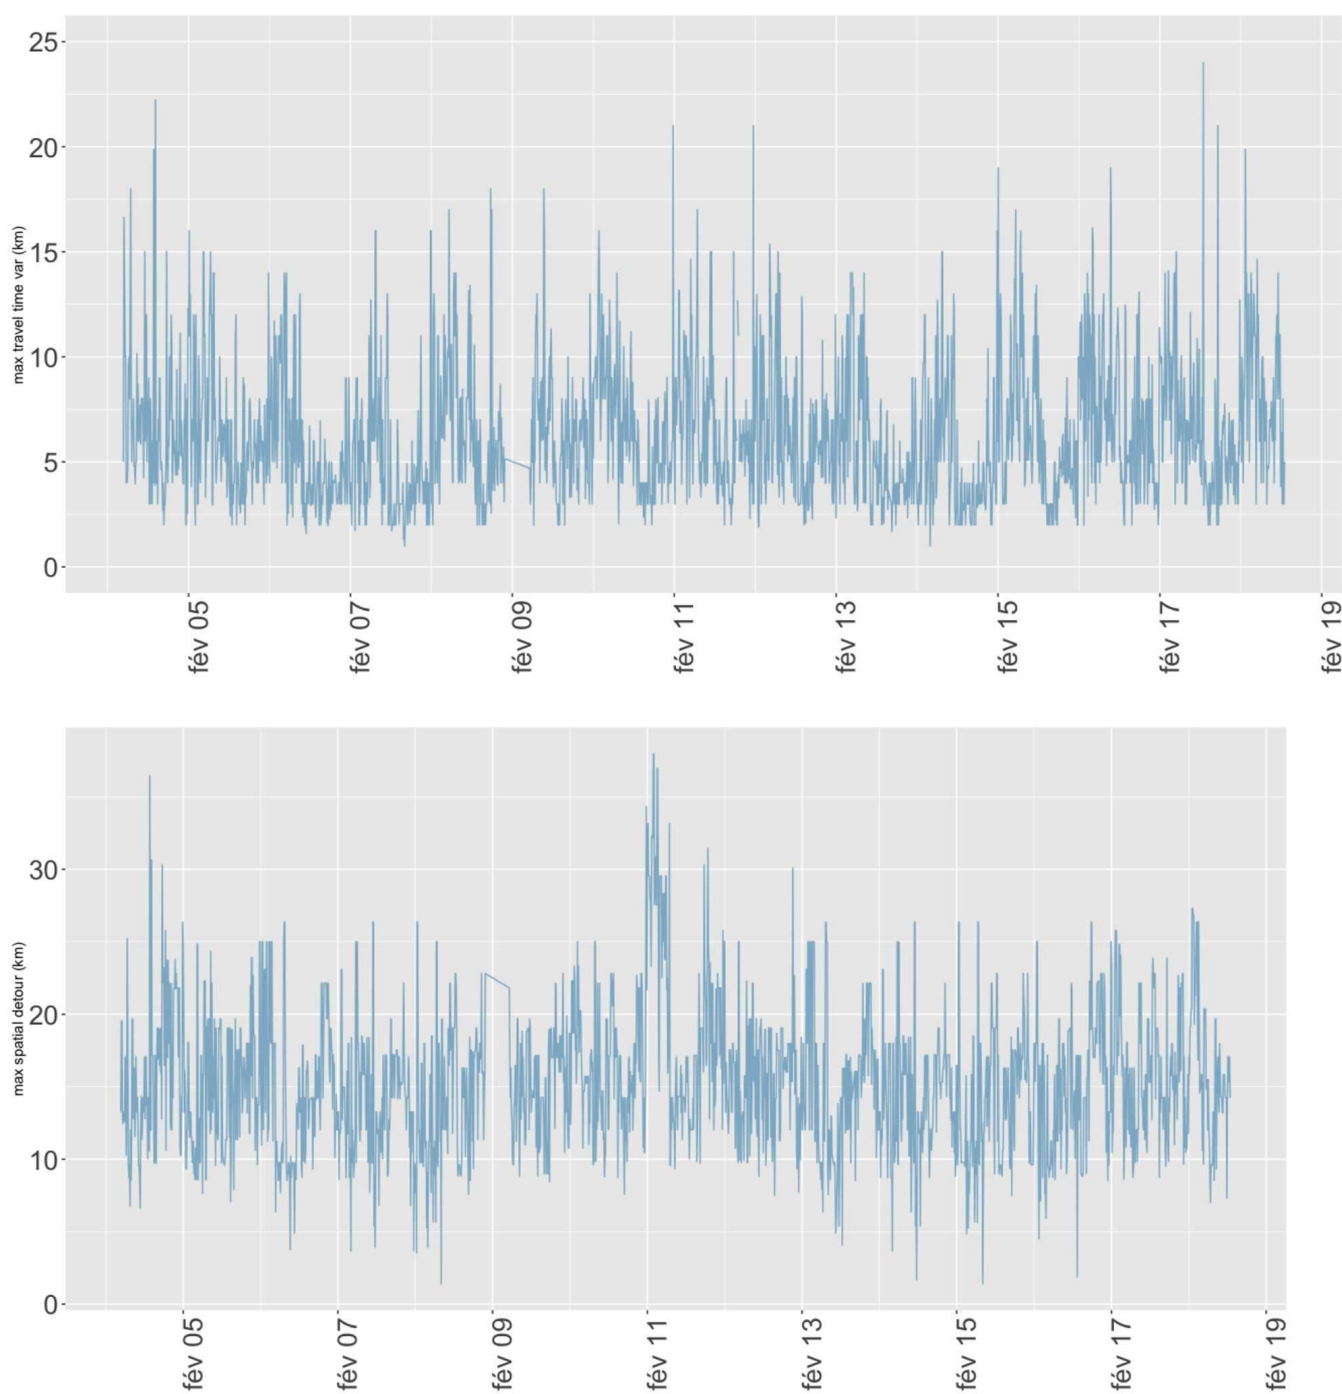 max travel time var (km)
25
20
15
10
5
0
fév 05
fév 07
fév 09
fév 11
fév 13
fév 15
fév 17
fév 19
max spatial detour (km)
30
20
10
0
fév 05
fév 07
fév 09
fév 11
fév 13
fév 15
fév 17
fév 19